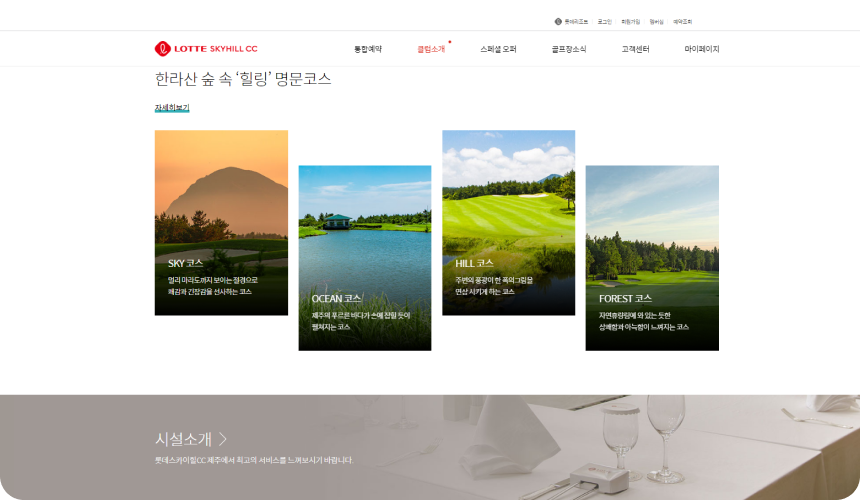 롯데리조트 로그인 회원가입 멤버십 예약조회
LOTTE SKYHILL CC
통합예약 클럽소개 스페셜 오퍼 골프장소식 고객센터 마이페이지
한라산 숲 속 ‘힐링’ 명문코스
자세히보기
SKY 코스
멀리 마라도까지 보이는 절경으로
쾌감과 긴장감을 선사하는 코스
OCEAN 코스
제주의 푸르른 바다가 손에 잡힐 듯이
펼쳐지는 코스
HILL 코스
주변의 풍광이 한 폭의 그림을
연상 시키게 하는 코스
FOREST 코스
자연휴양림에 와 있는 듯한
상쾌함과 아늑함이 느껴지는 코스
시설소개
롯데스카이힐CC 제주에서 최고의 서비스를 느껴보시기 바랍니다.